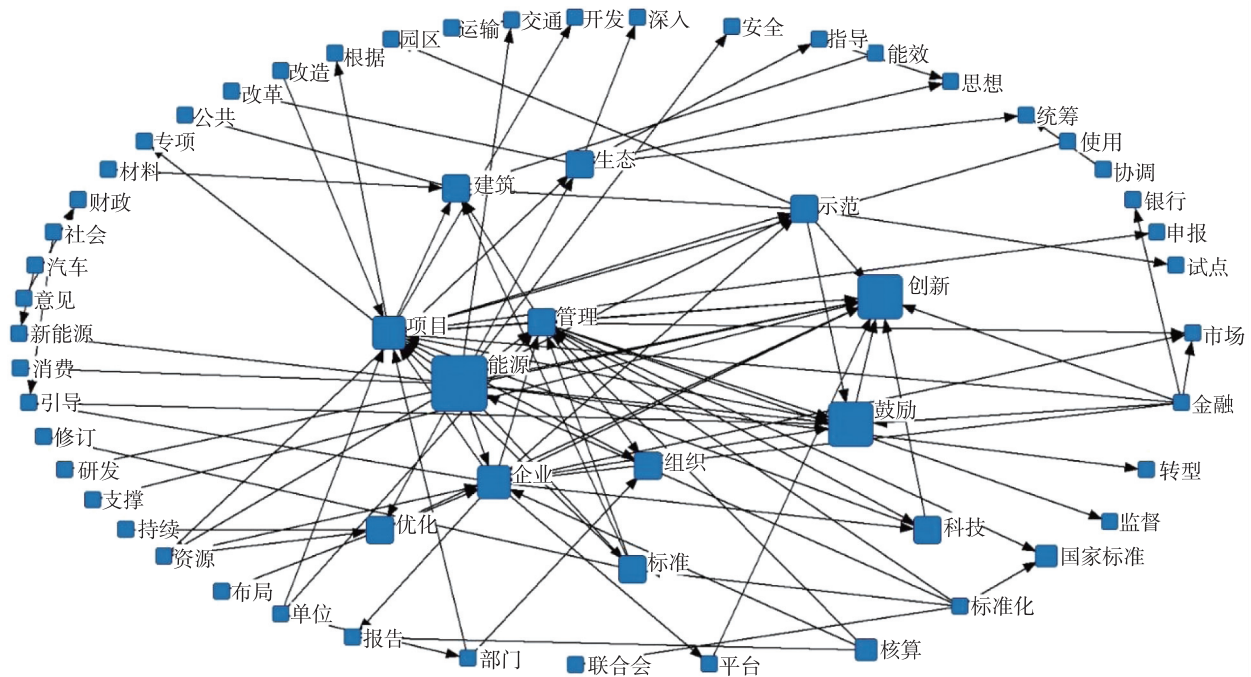 运输
交通
开发
深入
安全
园区
指导
能效
根据
改造
思想
改革
公共
统筹
专项
使用
材料
生态
协调
建筑
财政
示范
银行
社会
申报
汽车
试点
意见
创新
新能源
项目
管理
市场
消费
能源
引导
鼓励
金融
修订
研发
企业
组织
转型
支撑
持续
优化
科技
监督
资源
标准
国家标准
布局
单位
标准化
报告
部门
联合会
平台
核算